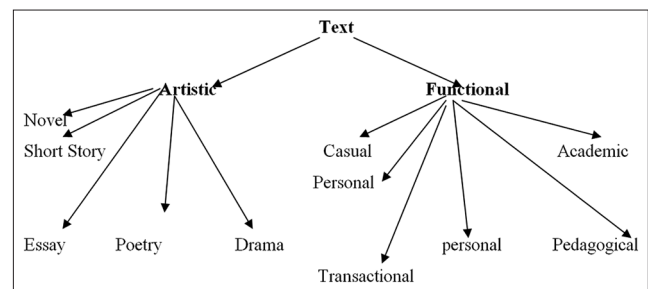 Text
Artistic Functional
Novel
Short Story Casual Academic
Personal
Essay Poetry Drama personal Pedagogical
Transactional